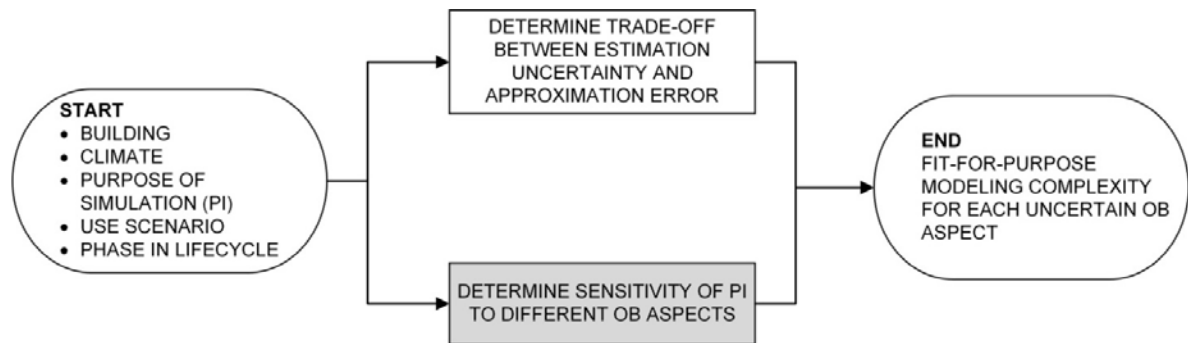 START
• BUILDING
• CLIMATE
• PURPOSE OF
SIMULATION (PI)
• USE SCENARIO
• PHASE IN LIFECYCLE
DETERMINE TRADE-OFF
BETWEEN ESTIMATION
UNCERTAINTY AND
APPROXIMATION ERROR
DETERMINE SENSITIVITY OF PI
TO DIFFERENT OB ASPECTS
END
FIT-FOR-PURPOSE
MODELING COMPLEXITY
FOR EACH UNCERTAIN OB
ASPECT